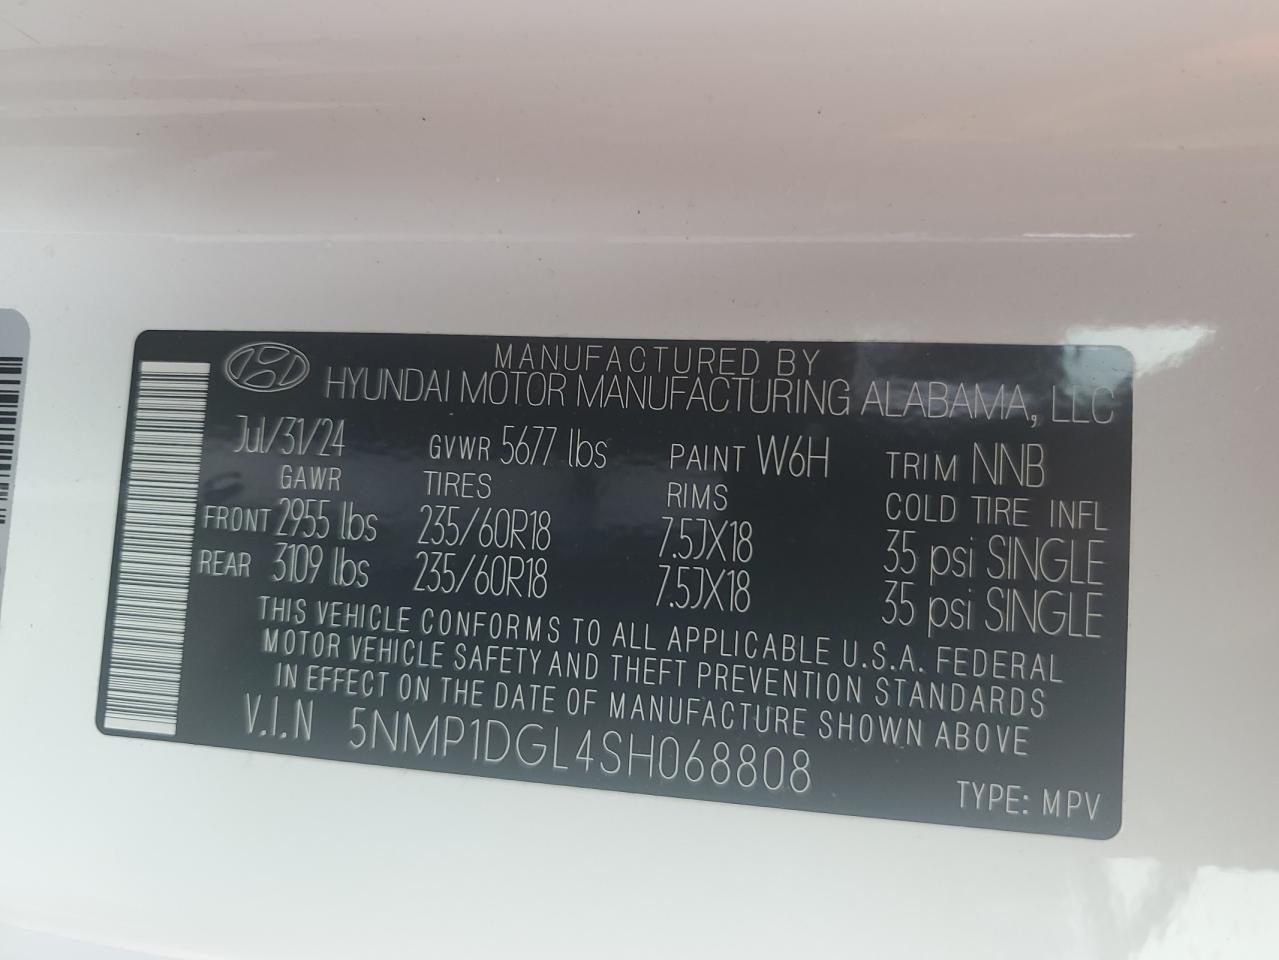 MANUFACTURED BY
HYUNDAI MOTOR MANUFACTURING ALABAMA, LLC
Jul/31/24 GVWR 5677 lbs PAINT W6H TRIM NNB
GAWR TIRES RIMS COLD TIRE INFL
FRONT 2955 lbs 235/60R18 7.5JX18 35 psi SINGLE
REAR 3109 lbs 235/60R18 7.5JX18 35 psi SINGLE
THIS VEHICLE CONFORMS TO ALL APPLICABLE U.S.A. FEDERAL
MOTOR VEHICLE SAFETY AND THEFT PREVENTION STANDARDS
IN EFFECT ON THE DATE OF MANUFACTURE SHOWN ABOVE
V.I.N 5NMP1DGL4SH068808
TYPE: MPV